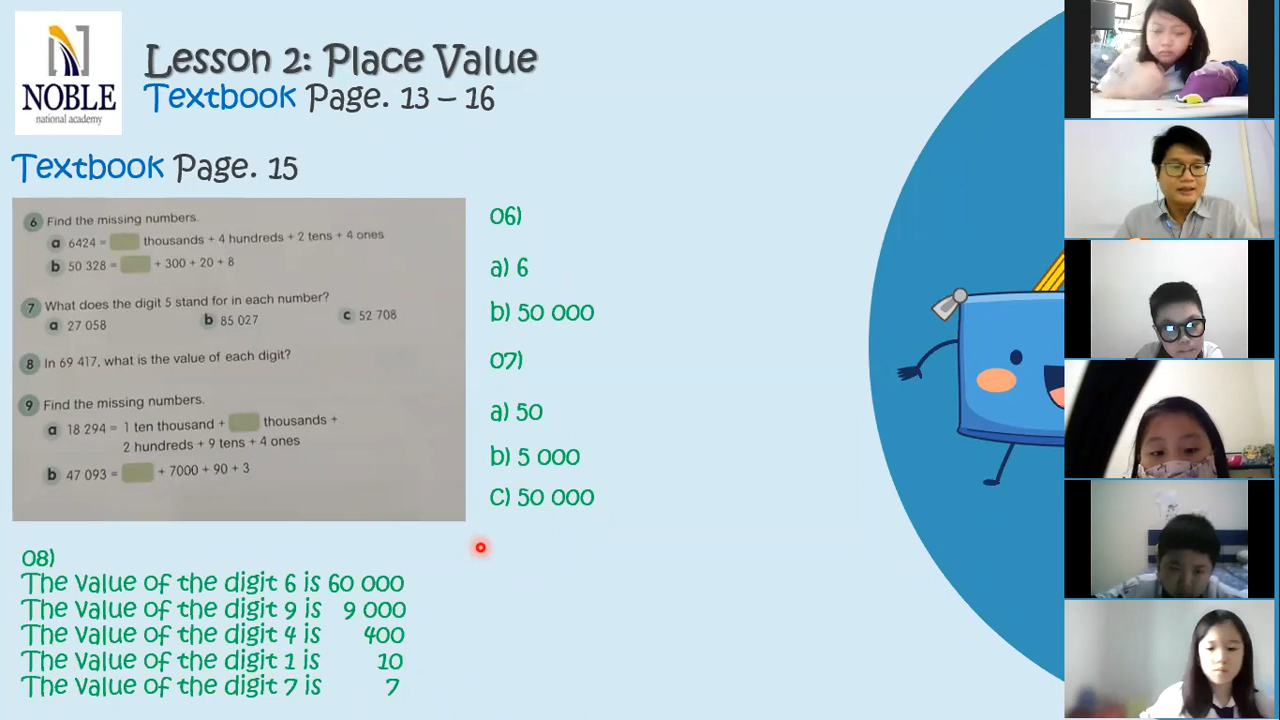 NOBLE
national academy
Lesson 2: Place Value
Textbook Page. 13 – 16
Textbook Page. 15
6 Find the missing numbers.
a 6424 = thousands + 4 hundreds + 2 tens + 4 ones
b 50 328 = + 300 + 20 + 8
7 What does the digit 5 stand for in each number?
a 27 058 b 85 027 c 52 708
8 In 69 417, what is the value of each digit?
9 Find the missing numbers.
a 18 294 = 1 ten thousand + thousands +
2 hundreds + 9 tens + 4 ones
b 47 093 = + 7000 + 90 + 3
06)
a) 6
b) 50 000
07)
a) 50
b) 5 000
C) 50 000
08)
The value of the digit 6 is 60 000
The value of the digit 9 is 9 000
The value of the digit 4 is 400
The value of the digit 1 is 10
The value of the digit 7 is 7